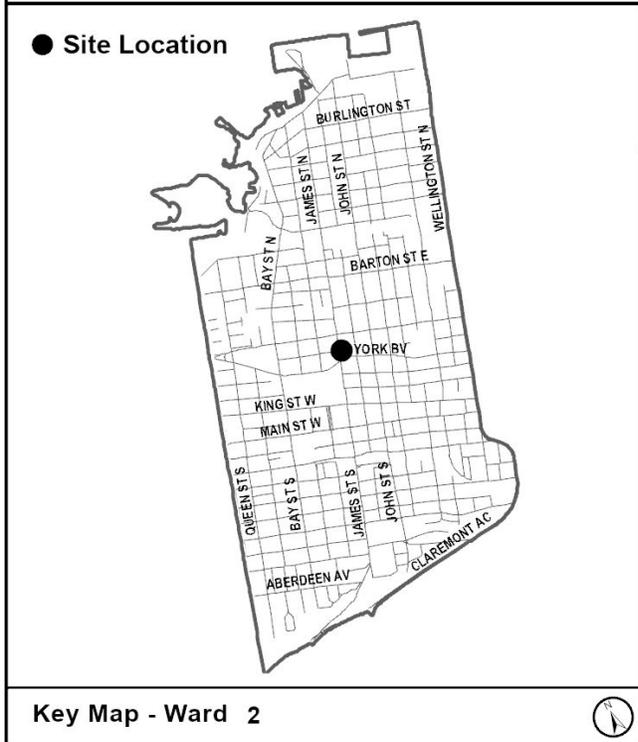 Site Location
BURLINGTON ST
JAMES ST N
JOHN ST N
WELLINGTON ST N
BAY ST N
BARTON ST E
YORK BV
KING ST W
MAIN ST W
QUEEN ST S
BAY ST S
JAMES ST S
JOHN ST S
CLAREMONT AC
ABERDEEN AV
Key Map - Ward 2
N